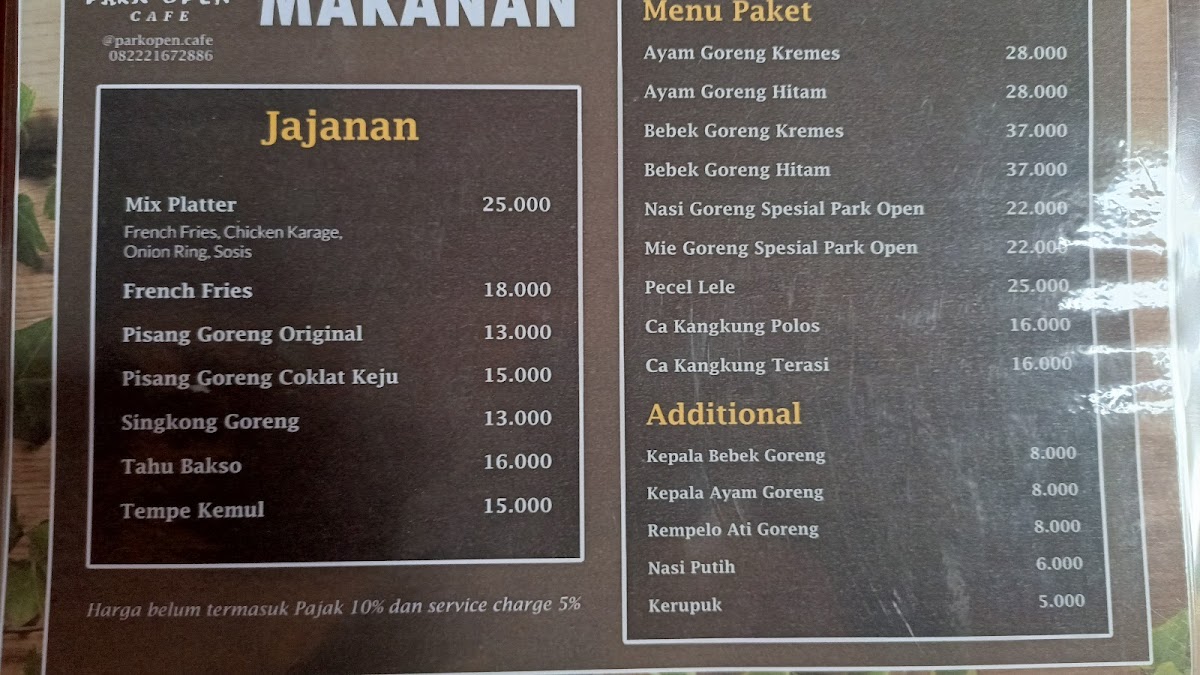 PARK OPEN
CAFE
@parkopen.cafe
082221672886
MAKANAN
Jajanan
Mix Platter 25.000
French Fries, Chicken Karage,
Onion Ring, Sosis
French Fries 18.000
Pisang Goreng Original 13.000
Pisang Goreng Coklat Keju 15.000
Singkong Goreng 13.000
Tahu Bakso 16.000
Tempe Kemul 15.000
Harga belum termasuk Pajak 10% dan service charge 5%
Menu Paket
Ayam Goreng Kremes 28.000
Ayam Goreng Hitam 28.000
Bebek Goreng Kremes 37.000
Bebek Goreng Hitam 37.000
Nasi Goreng Spesial Park Open 22.000
Mie Goreng Spesial Park Open 22.000
Pecel Lele 25.000
Ca Kangkung Polos 16.000
Ca Kangkung Terasi 16.000
Additional
Kepala Bebek Goreng 8.000
Kepala Ayam Goreng 8.000
Rempelo Ati Goreng 8.000
Nasi Putih 6.000
Kerupuk 5.000